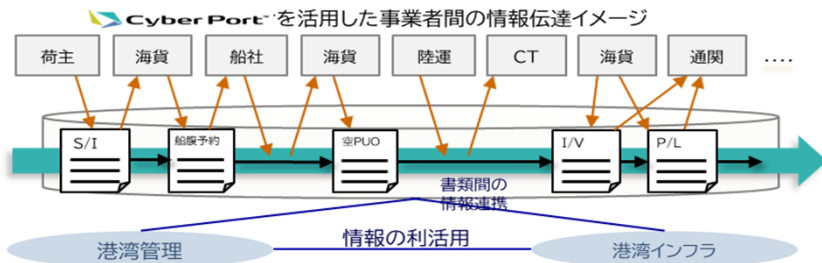 Cyber Port を活用した事業者間の情報伝達イメージ
荷主 海貨 船社 海貨 陸運 CT 海貨 通関 ....
S/I 船腹予約 空PUO I/V P/L
書類間の
情報連携
港湾管理 情報の利活用 港湾インフラ